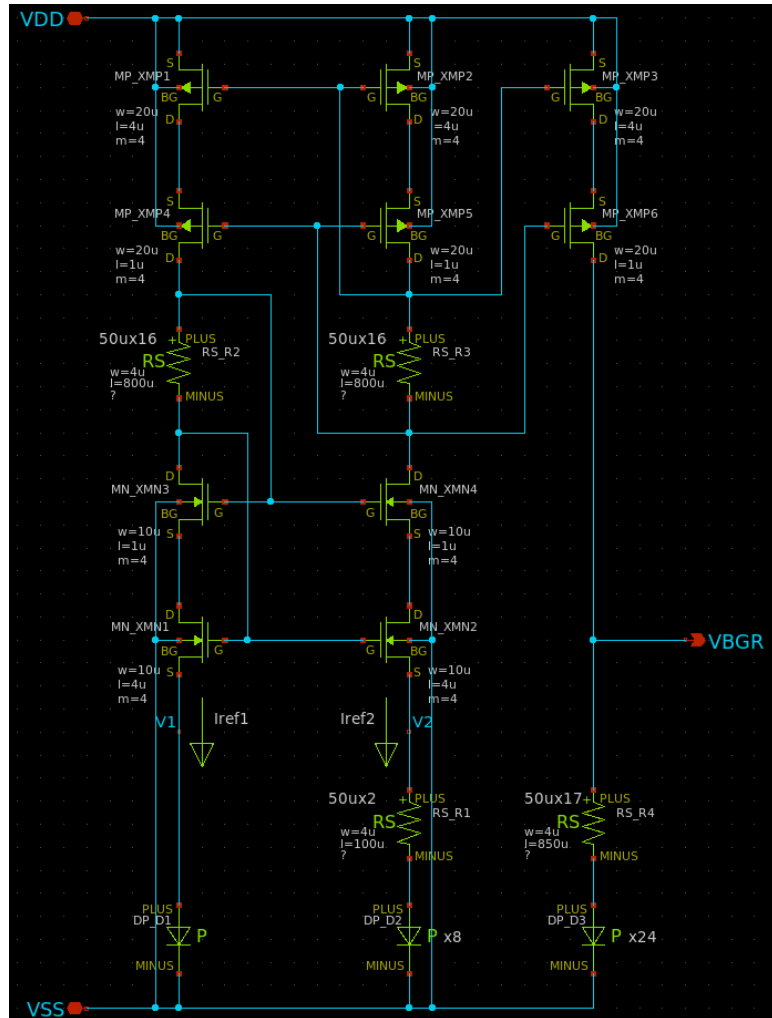 VDD
S
MP_XMP1
BG
G
w=20u
l=4u
m=4
D
S
MP_XMP2
BG
G
w=20u
l=4u
m=4
D
S
MP_XMP3
BG
G
w=20u
l=4u
m=4
D
S
MP_XMP4
BG
G
w=20u
l=1u
m=4
D
S
MP_XMP5
BG
G
w=20u
l=1u
m=4
D
S
MP_XMP6
BG
G
w=20u
l=1u
m=4
D
50ux16
+
PLUS
RS
RS_R2
w=4u
l=800u
?
MINUS
50ux16
+
PLUS
RS
RS_R3
w=4u
l=800u
?
MINUS
D
MN_XMN3
BG
G
w=10u
l=1u
m=4
S
D
MN_XMN4
BG
G
w=10u
l=1u
m=4
S
D
MN_XMN1
BG
G
w=10u
l=4u
m=4
S
D
MN_XMN2
BG
G
w=10u
l=4u
m=4
S
VBGR
V1
Iref1
Iref2
V2
50ux2
+
PLUS
RS
RS_R1
w=4u
l=100u
?
MINUS
50ux17
+
PLUS
RS
RS_R4
w=4u
l=850u
?
MINUS
PLUS
DP_D1
P
MINUS
PLUS
DP_D2
P x8
MINUS
PLUS
DP_D3
P x24
MINUS
VSS